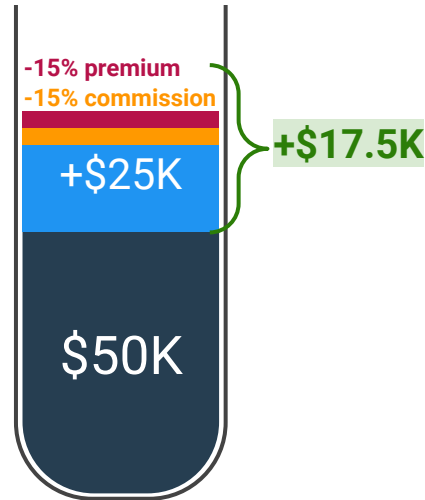 -15% premium
-15% commission
+$17.5K
+$25K
$50K